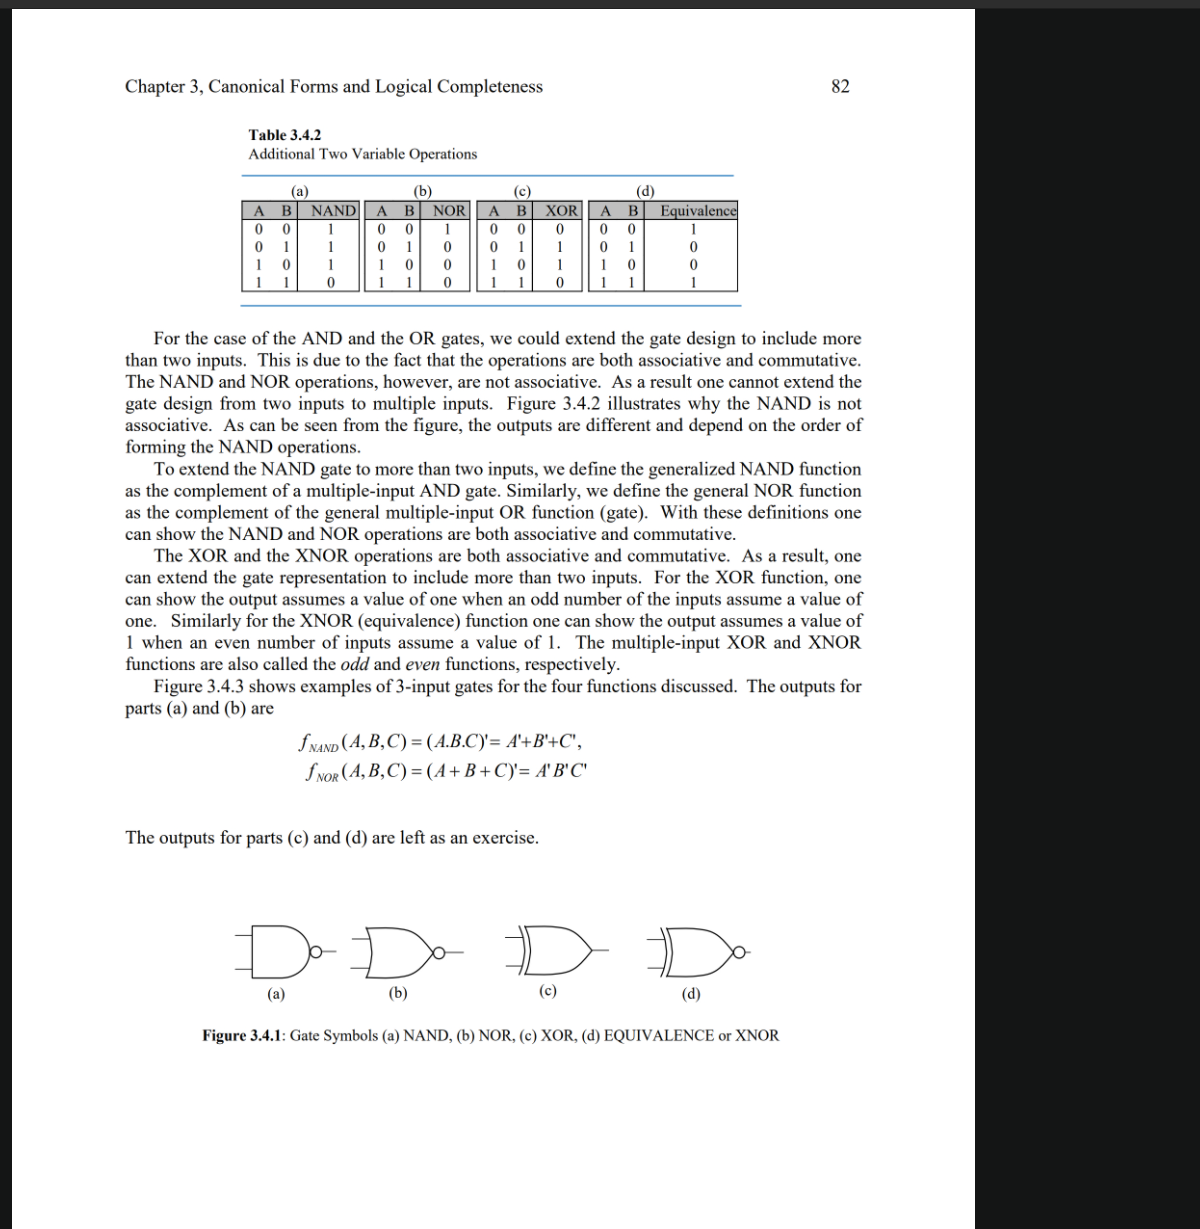 Chapter 3, Canonical Forms and Logical Completeness 82
Table 3.4.2
Additional Two Variable Operations
(a) (b) (c) (d)
A B NAND A B NOR A B XOR A B Equivalence
0 0 1 0 0 1 0 0 0 0 0 1
0 1 1 0 1 0 0 1 1 0 1 0
1 0 1 1 0 0 1 0 1 1 0 0
1 1 0 1 1 0 1 1 0 1 1 1
For the case of the AND and the OR gates, we could extend the gate design to include more
than two inputs. This is due to the fact that the operations are both associative and commutative.
The NAND and NOR operations, however, are not associative. As a result one cannot extend the
gate design from two inputs to multiple inputs. Figure 3.4.2 illustrates why the NAND is not
associative. As can be seen from the figure, the outputs are different and depend on the order of
forming the NAND operations.
To extend the NAND gate to more than two inputs, we define the generalized NAND function
as the complement of a multiple-input AND gate. Similarly, we define the general NOR function
as the complement of the general multiple-input OR function (gate). With these definitions one
can show the NAND and NOR operations are both associative and commutative.
The XOR and the XNOR operations are both associative and commutative. As a result, one
can extend the gate representation to include more than two inputs. For the XOR function, one
can show the output assumes a value of one when an odd number of the inputs assume a value of
one. Similarly for the XNOR (equivalence) function one can show the output assumes a value of
1 when an even number of inputs assume a value of 1. The multiple-input XOR and XNOR
functions are also called the odd and even functions, respectively.
Figure 3.4.3 shows examples of 3-input gates for the four functions discussed. The outputs for
parts (a) and (b) are
f NAND (A,B,C) = (A.B.C)'= A'+B'+C',
f NOR (A,B,C) = (A+B+C)'= A'B'C'
The outputs for parts (c) and (d) are left as an exercise.
(a) (b) (c) (d)
Figure 3.4.1: Gate Symbols (a) NAND, (b) NOR, (c) XOR, (d) EQUIVALENCE or XNOR